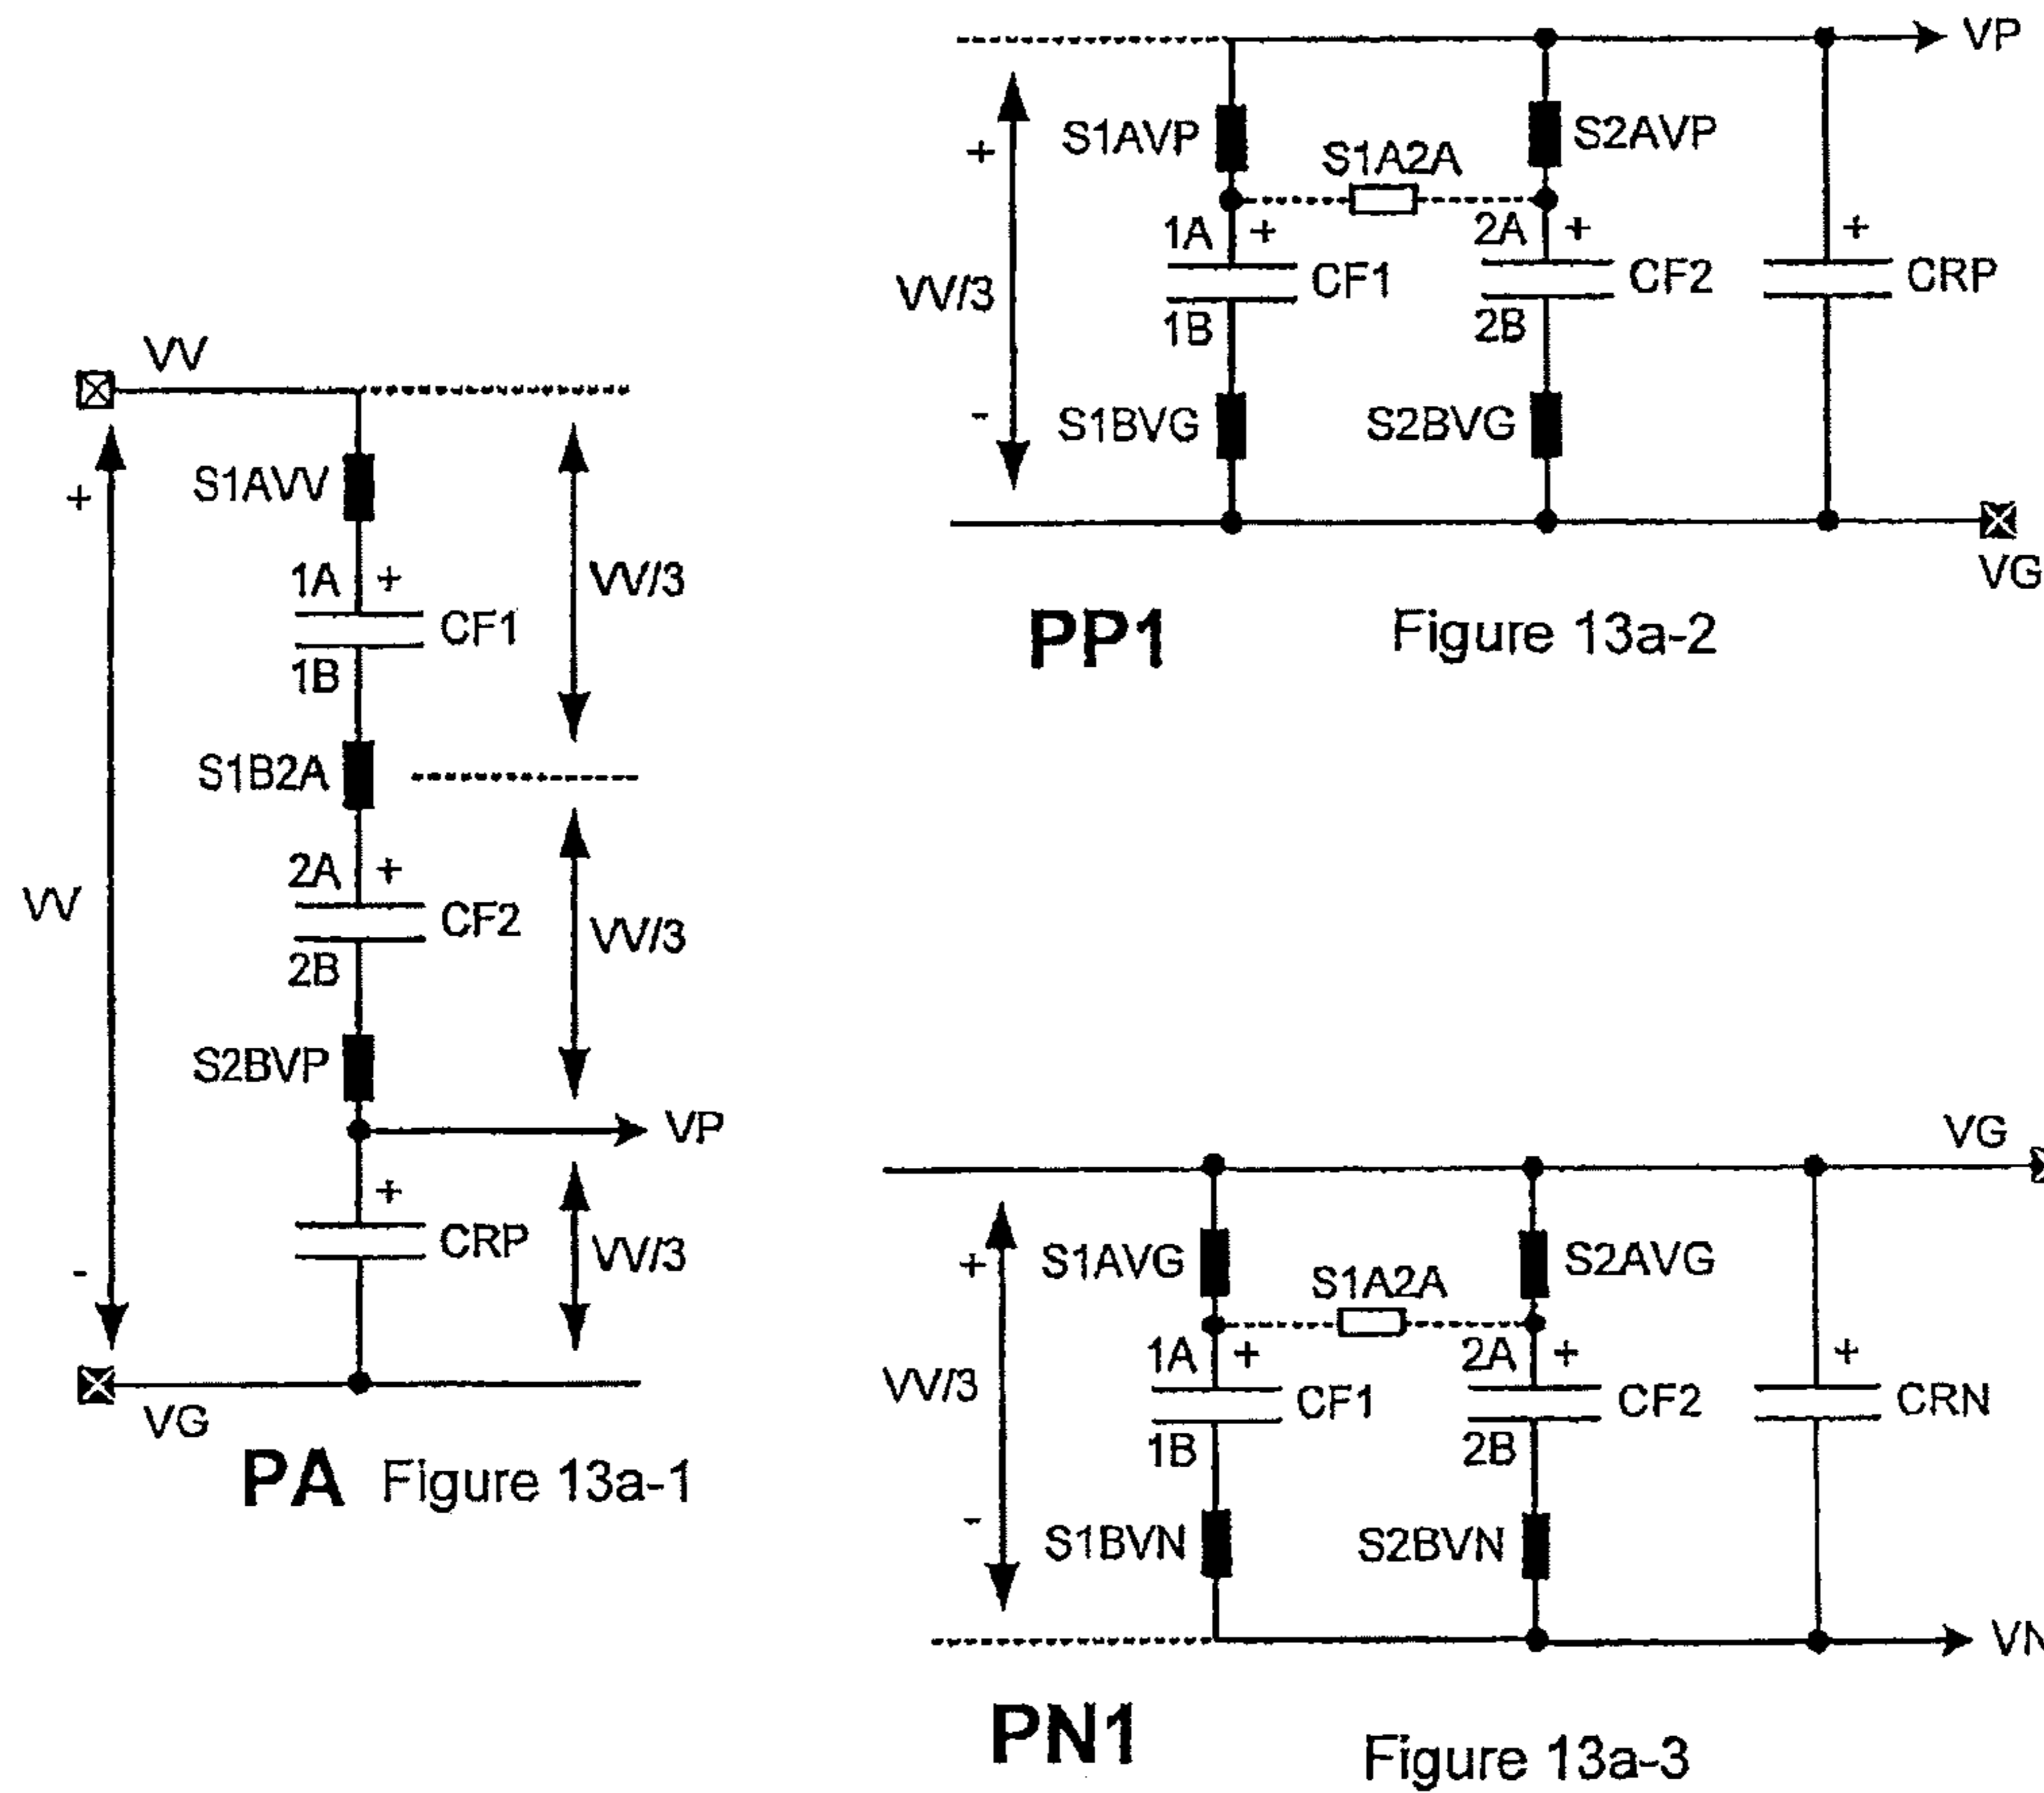 VV
S1AVV
1A +
CF1
1B
VV/3
S1B2A
2A +
CF2
2B
VV/3
S2BVP
VP
+
CRP
VV/3
+
VV
-
VG
PA Figure 13a-1
VP
S1AVP
S2AVP
S1A2A
+
1A +
2A +
+
VV/3
CF1
CF2
CRP
1B
2B
-
S1BVG
S2BVG
VG
PP1 Figure 13a-2
VG
S1AVG
S2AVG
S1A2A
+
1A +
2A +
+
VV/3
CF1
CF2
CRN
1B
2B
-
S1BVN
S2BVN
VN
PN1 Figure 13a-3